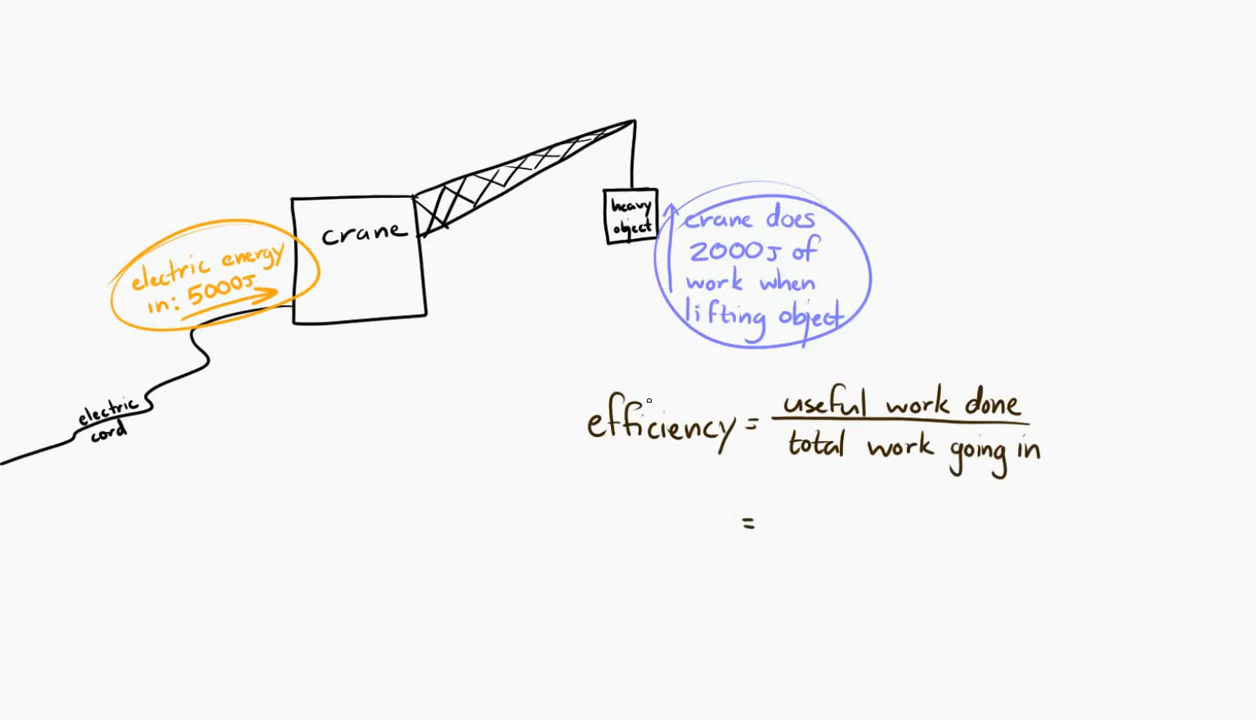 crane
heavy
object
electric energy
in: 5000J
crane does
2000J of
work when
lifting object
electric
cord
efficiency = useful work done
total work going in
=